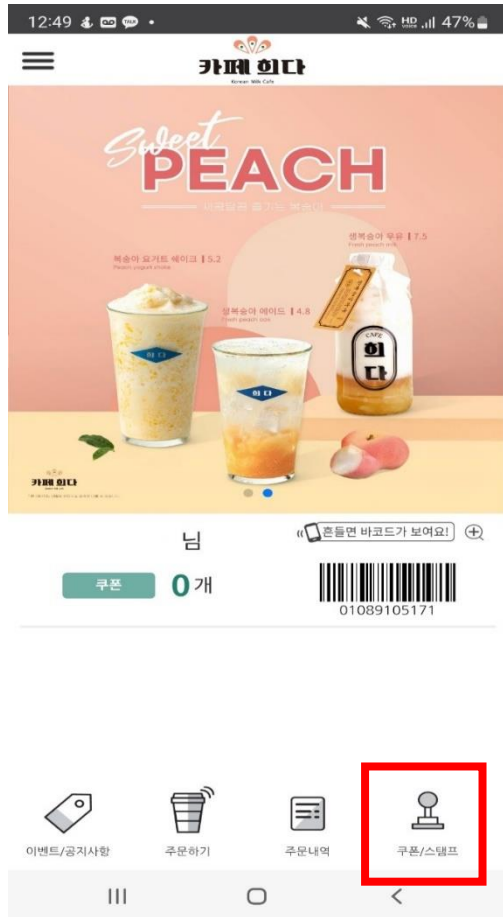 12:49
47%
카페 희다
Korean Milk Cafe
Sweet
PEACH
생복숭아 우유 | 7.5
Fresh peach milk
복숭아 요거트 쉐이크 | 5.2
Peach yogurt shake
생복숭아 에이드 | 4.8
Fresh peach ade
CAFE
희다
희다
희다
카페 희다
님
흔들면 바코드가 보여요!
쿠폰
0개
01089105171
이벤트/공지사항
주문하기
주문내역
쿠폰/스탬프